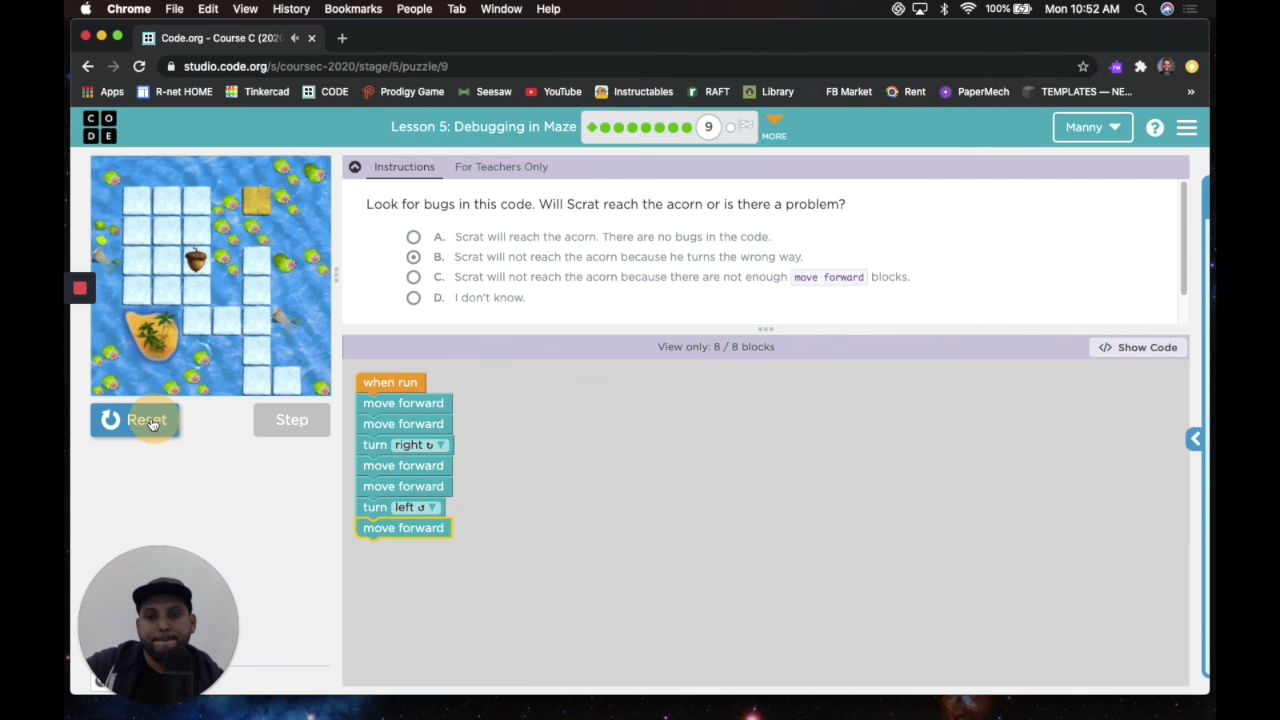 Chrome File Edit View History Bookmarks People Tab Window Help 100% Mon 10:52 AM
Code.org - Course C (2020
studio.code.org/s/coursec-2020/stage/5/puzzle/9
Apps R-net HOME Tinkercad CODE Prodigy Game Seesaw YouTube Instructables RAFT Library FB Market Rent PaperMech TEMPLATES — NE... »
C O D E Lesson 5: Debugging in Maze 9 MORE Manny ?
Instructions For Teachers Only
Look for bugs in this code. Will Scrat reach the acorn or is there a problem?
A. Scrat will reach the acorn. There are no bugs in the code.
B. Scrat will not reach the acorn because he turns the wrong way.
C. Scrat will not reach the acorn because there are not enough move forward blocks.
D. I don't know.
View only: 8 / 8 blocks </> Show Code
when run
move forward
move forward
turn right ↻
move forward
move forward
turn left ↺
move forward
Reset Step